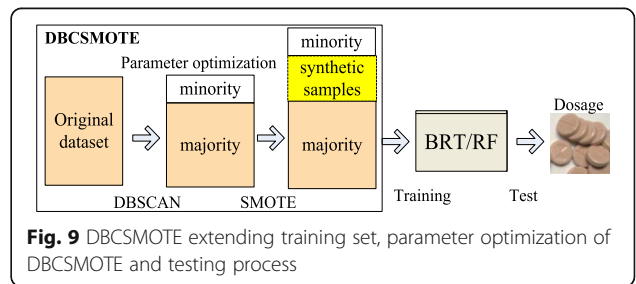 DBCSMOTE
Parameter optimization
Original
dataset
minority
majority
minority
synthetic
samples
majority
DBSCAN
SMOTE
BRT/RF
Training
Test
Dosage
Fig. 9 DBCSMOTE extending training set, parameter optimization of
DBCSMOTE and testing process